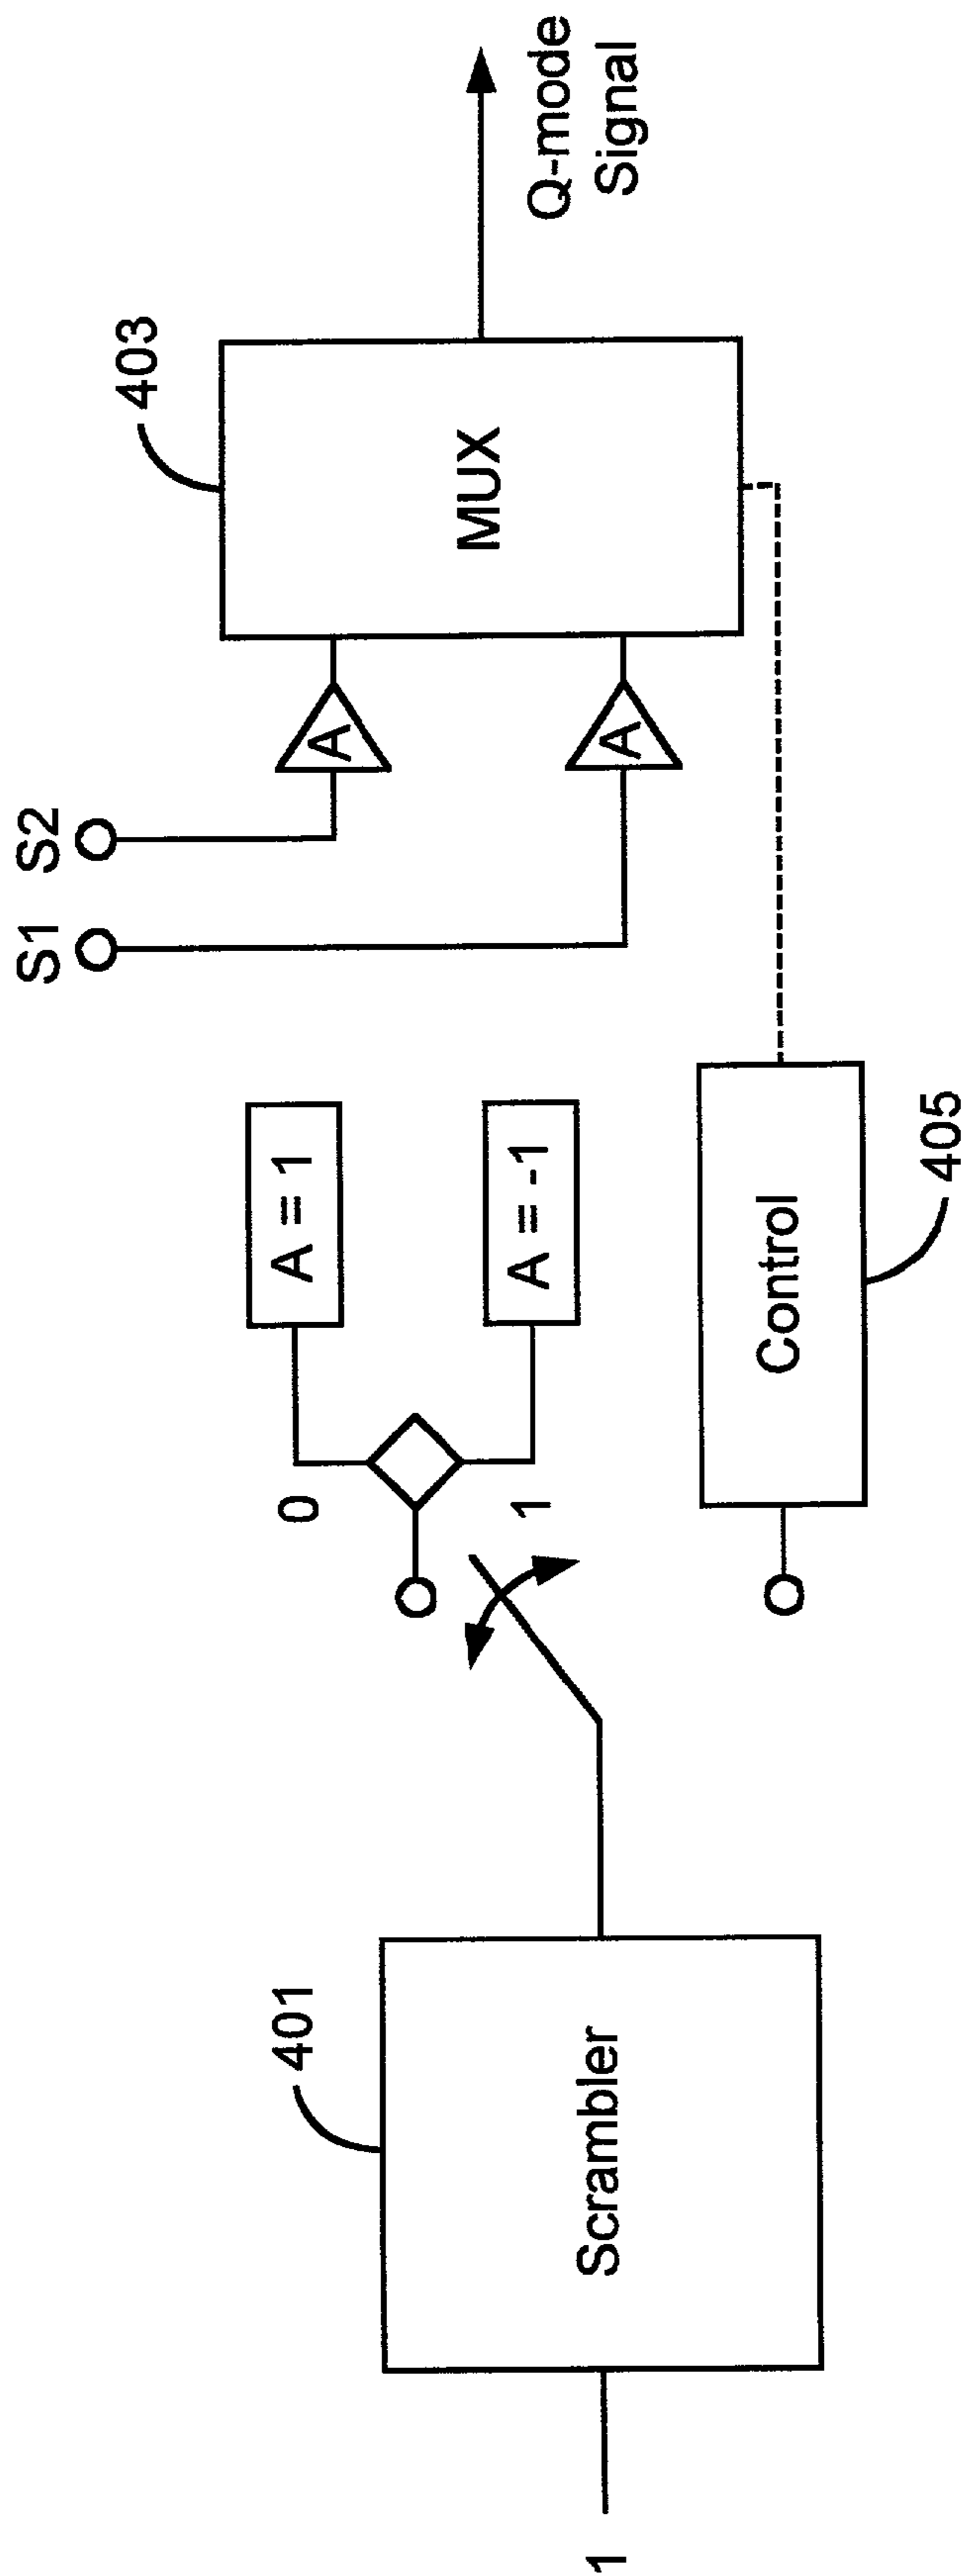 1
Scrambler
401
0
1
A = 1
A = -1
Control
405
S1
S2
A
A
MUX
403
Q-mode
Signal